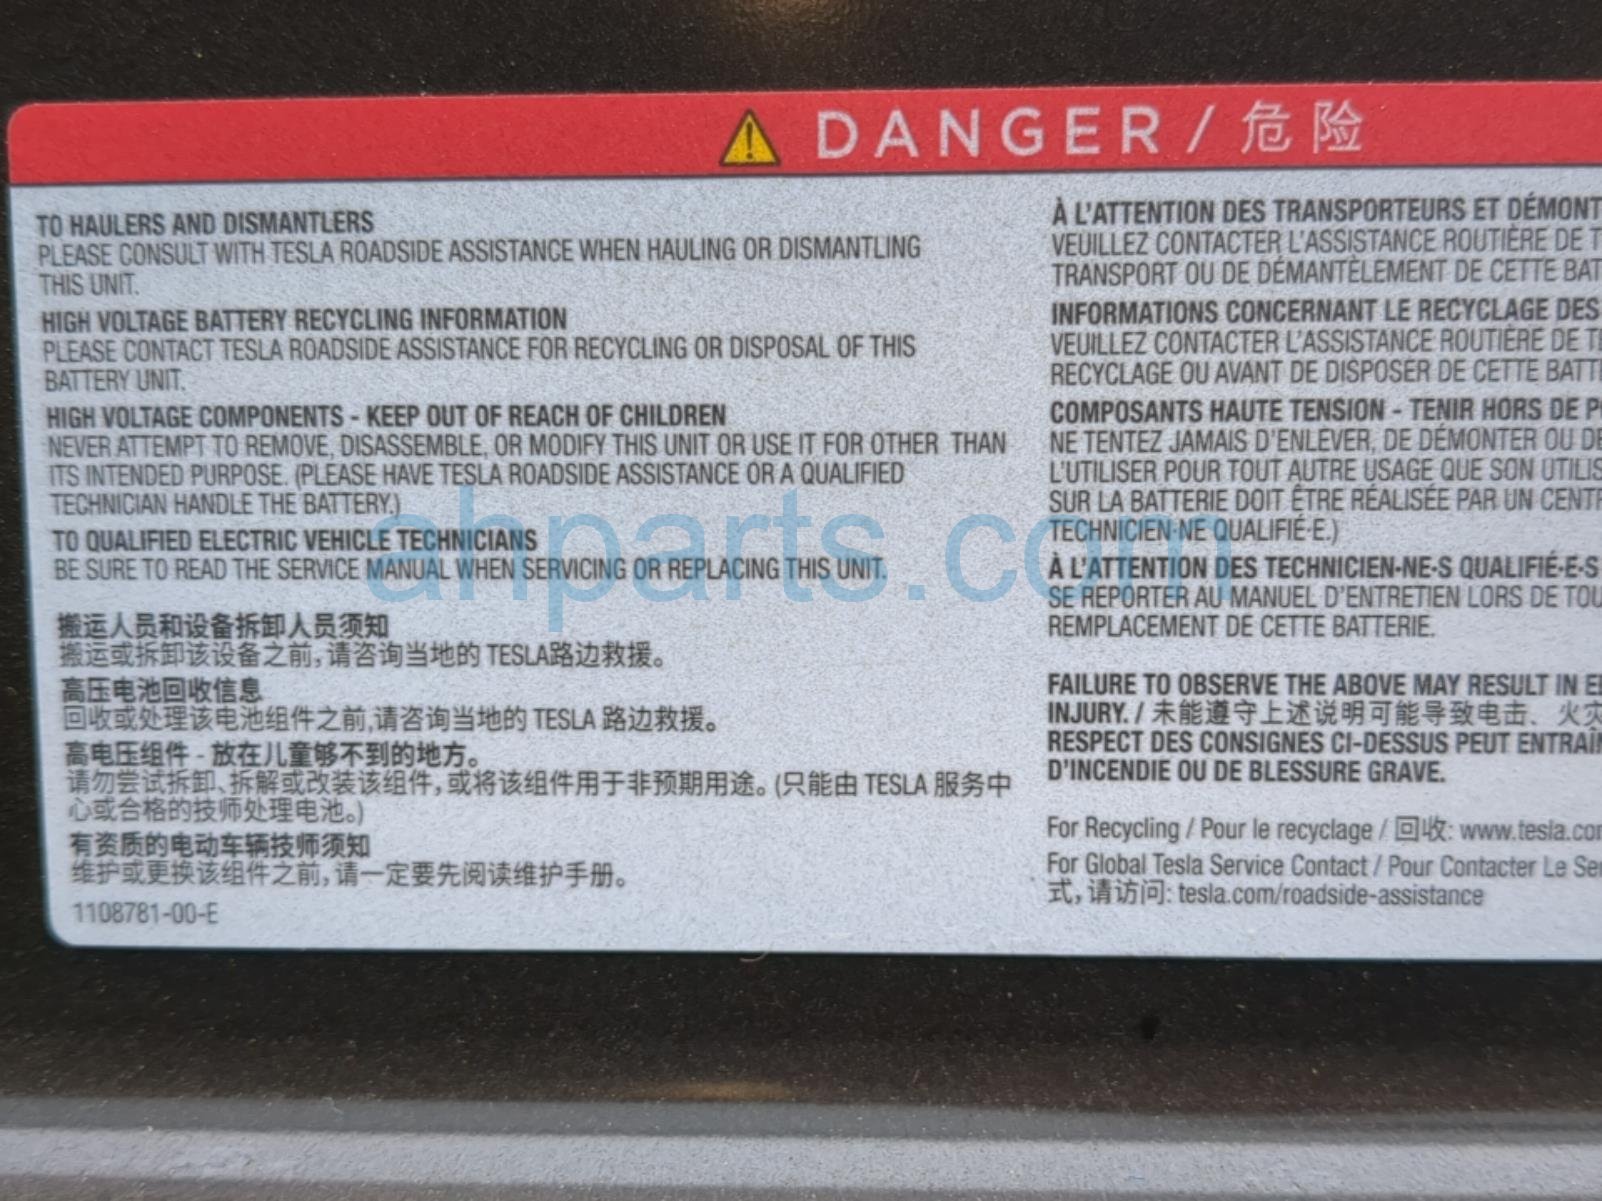 DANGER / 危险
TO HAULERS AND DISMANTLERS
PLEASE CONSULT WITH TESLA ROADSIDE ASSISTANCE WHEN HAULING OR DISMANTLING
THIS UNIT.
HIGH VOLTAGE BATTERY RECYCLING INFORMATION
PLEASE CONTACT TESLA ROADSIDE ASSISTANCE FOR RECYCLING OR DISPOSAL OF THIS
BATTERY UNIT.
HIGH VOLTAGE COMPONENTS - KEEP OUT OF REACH OF CHILDREN
NEVER ATTEMPT TO REMOVE, DISASSEMBLE, OR MODIFY THIS UNIT OR USE IT FOR OTHER THAN
ITS INTENDED PURPOSE. (PLEASE HAVE TESLA ROADSIDE ASSISTANCE OR A QUALIFIED
TECHNICIAN HANDLE THE BATTERY.)
TO QUALIFIED ELECTRIC VEHICLE TECHNICIANS
BE SURE TO READ THE SERVICE MANUAL WHEN SERVICING OR REPLACING THIS UNIT.
搬运人员和设备拆卸人员须知
搬运或拆卸该设备之前,请咨询当地的 TESLA路边救援。
高压电池回收信息
回收或处理该电池组件之前,请咨询当地的 TESLA 路边救援。
高电压组件 - 放在儿童够不到的地方。
请勿尝试拆卸、拆解或改装该组件,或将该组件用于非预期用途。(只能由 TESLA 服务中
心或合格的技师处理电池。)
有资质的电动车辆技师须知
维护或更换该组件之前,请一定要先阅读维护手册。
1108781-00-E
À L'ATTENTION DES TRANSPORTEURS ET DÉMONT
VEUILLEZ CONTACTER L'ASSISTANCE ROUTIÈRE DE T
TRANSPORT OU DE DÉMANTÈLEMENT DE CETTE BAT
INFORMATIONS CONCERNANT LE RECYCLAGE DES
VEUILLEZ CONTACTER L'ASSISTANCE ROUTIÈRE DE TE
RECYCLAGE OU AVANT DE DISPOSER DE CETTE BATTE
COMPOSANTS HAUTE TENSION - TENIR HORS DE PO
NE TENTEZ JAMAIS D'ENLEVER, DE DÉMONTER OU DE
L'UTILISER POUR TOUT AUTRE USAGE QUE SON UTILIS
SUR LA BATTERIE DOIT ÊTRE RÉALISÉE PAR UN CENTR
TECHNICIEN·NE QUALIFIÉ·E.)
À L'ATTENTION DES TECHNICIEN·NE·S QUALIFIÉ·E·S
SE REPORTER AU MANUEL D'ENTRETIEN LORS DE TOU
REMPLACEMENT DE CETTE BATTERIE.
FAILURE TO OBSERVE THE ABOVE MAY RESULT IN EL
INJURY. / 未能遵守上述说明可能导致电击、火灾
RESPECT DES CONSIGNES CI-DESSUS PEUT ENTRAÎN
D'INCENDIE OU DE BLESSURE GRAVE.
For Recycling / Pour le recyclage / 回收: www.tesla.com
For Global Tesla Service Contact / Pour Contacter Le Ser
式, 请访问: tesla.com/roadside-assistance
ahparts.com